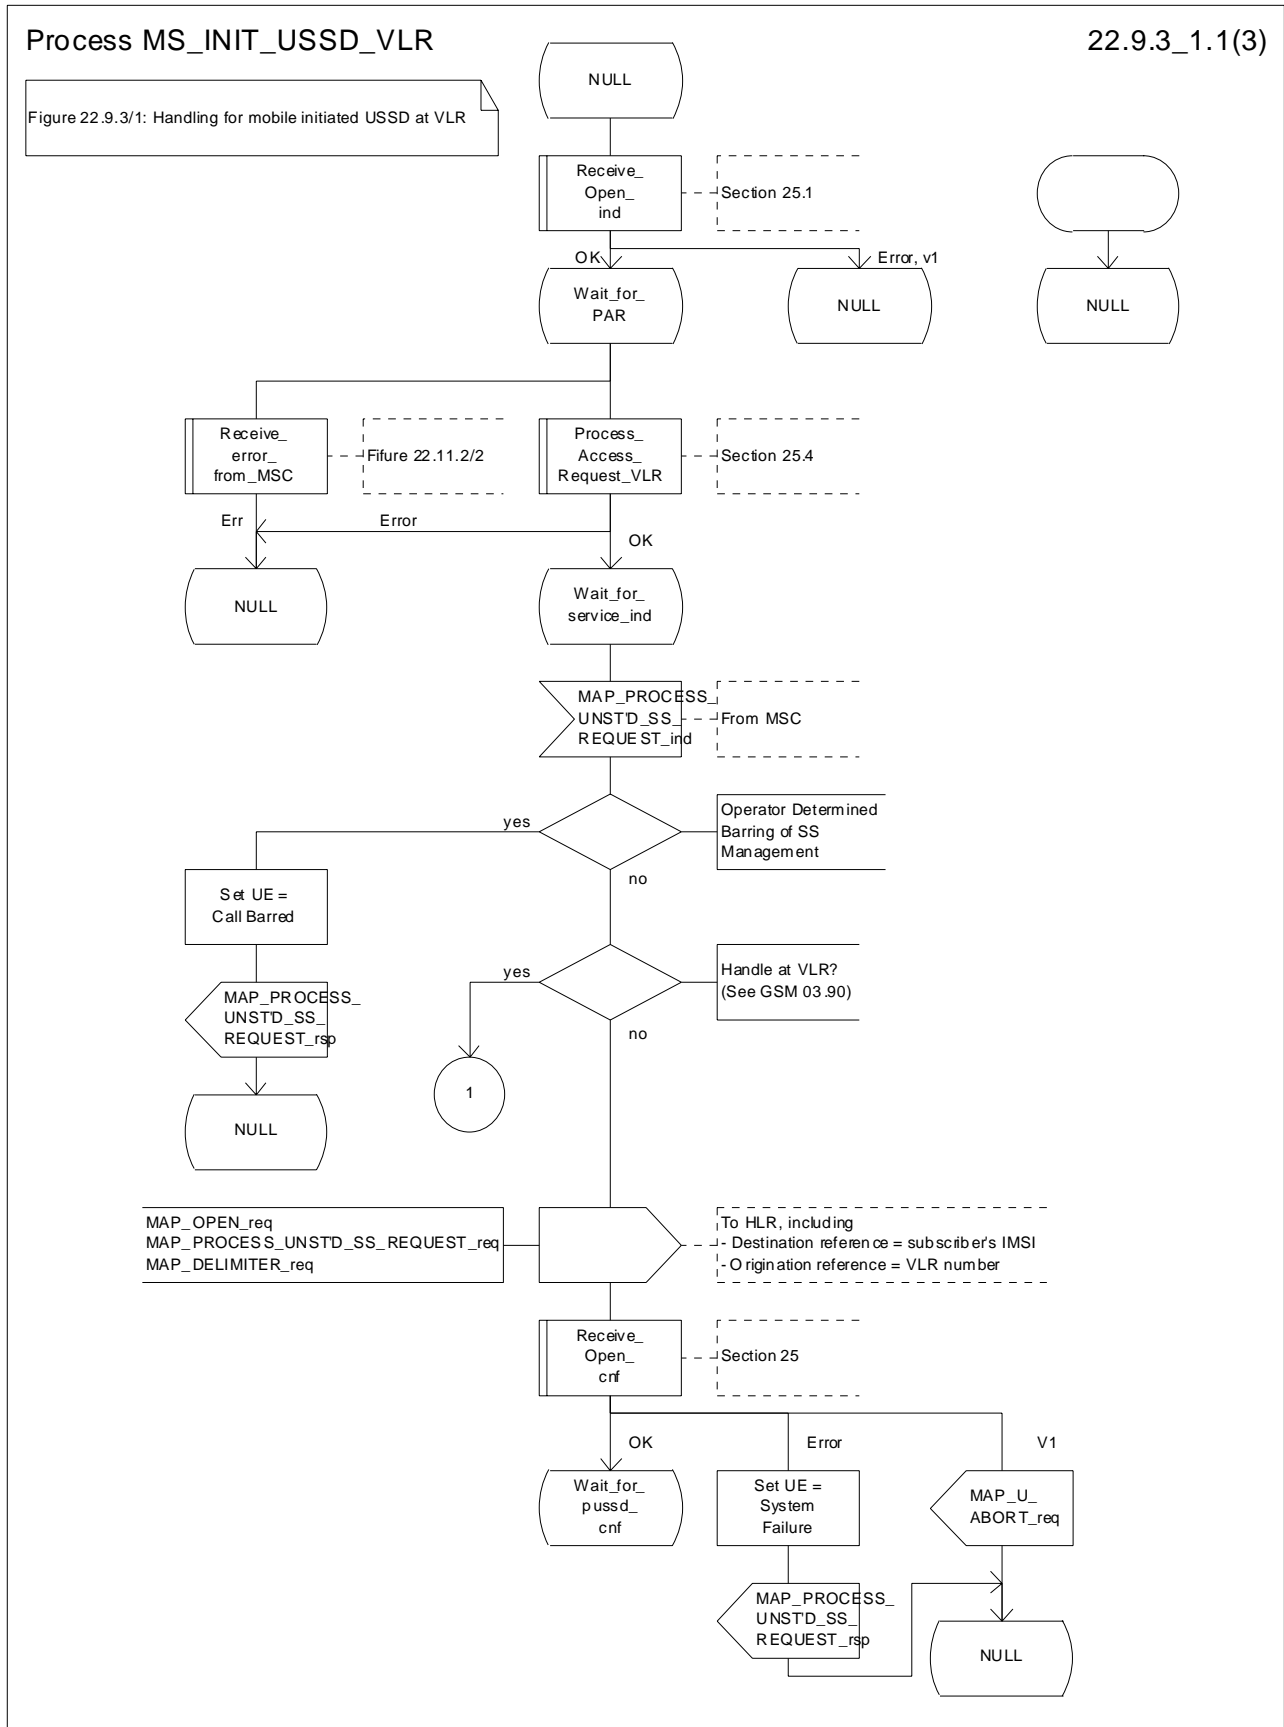 Process MS_INIT_USSD_VLR
22.9.3_1.1(3)
Figure 22.9.3/1: Handling for mobile initiated USSD at VLR
NULL
Receive_
Open_
ind
Section 25.1
OK
Error, v1
Wait_for_
PAR
NULL
NULL
Receive_
error_
from_MSC
Fifure 22.11.2/2
Process_
Access_
Request_VLR
Section 25.4
Err
Error
OK
NULL
Wait_for_
service_ind
MAP_PROCESS_
UNST'D_SS_
REQUEST_ind
From MSC
yes
Operator Determined
Barring of SS
Management
no
Set UE =
Call Barred
yes
Handle at VLR?
(See GSM 03.90)
no
MAP_PROCESS_
UNST'D_SS_
REQUEST_rsp
1
NULL
MAP_OPEN_req
MAP_PROCESS_UNST'D_SS_REQUEST_req
MAP_DELIMITER_req
To HLR, including
- Destination reference = subscriber's IMSI
- Origination reference = VLR number
Receive_
Open_
cnf
Section 25
OK
Error
V1
Wait_for_
pussd_
cnf
Set UE =
System
Failure
MAP_U_
ABORT_req
MAP_PROCESS_
UNST'D_SS_
REQUEST_rsp
NULL